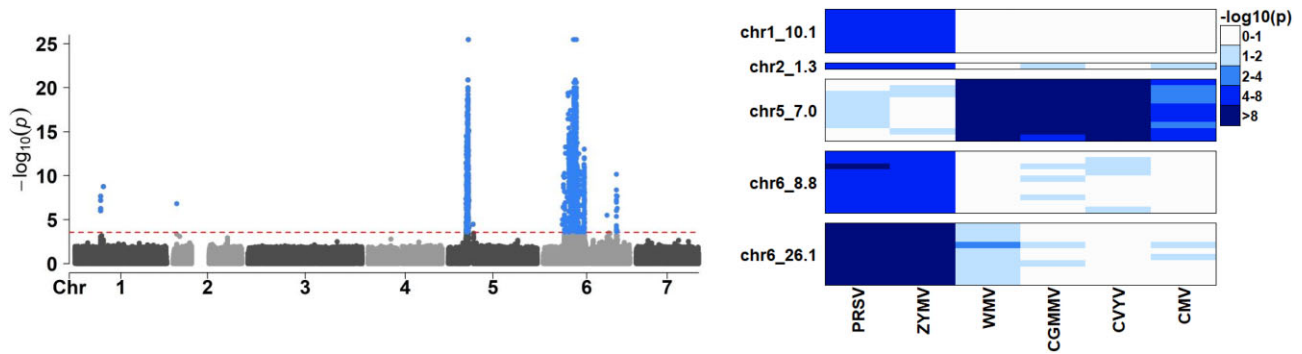 25
20
15
10
5
0
−log10(p)
Chr 1 2 3 4 5 6 7
chr1_10.1
chr2_1.3
chr5_7.0
chr6_8.8
chr6_26.1
PRSV
ZYMV
WMV
CGMMV
CVYV
CMV
-log10(p)
0-1
1-2
2-4
4-8
>8